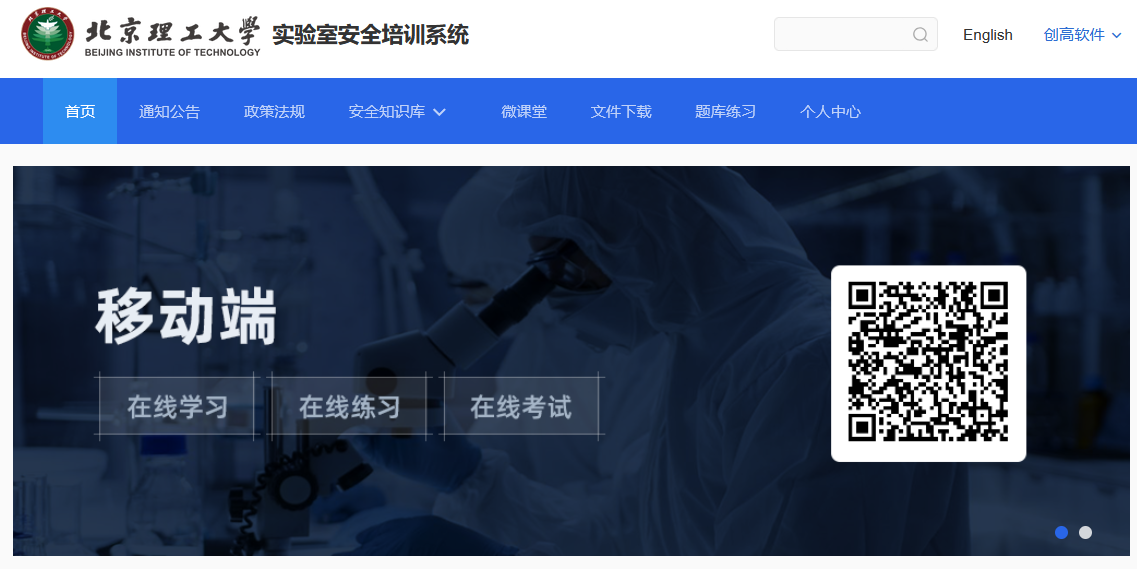 北京理工大学 实验室安全培训系统
BEIJING INSTITUTE OF TECHNOLOGY
English
创高软件
首页 通知公告 政策法规 安全知识库 微课堂 文件下载 题库练习 个人中心
移动端
在线学习 在线练习 在线考试